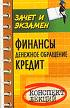 ЗАЧЕТ И ЭКЗАМЕН
ФИНАНСЫ
ДЕНЕЖНОЕ ОБРАЩЕНИЕ
КРЕДИТ
КОНСПЕКТ
ЛЕКЦИЙ